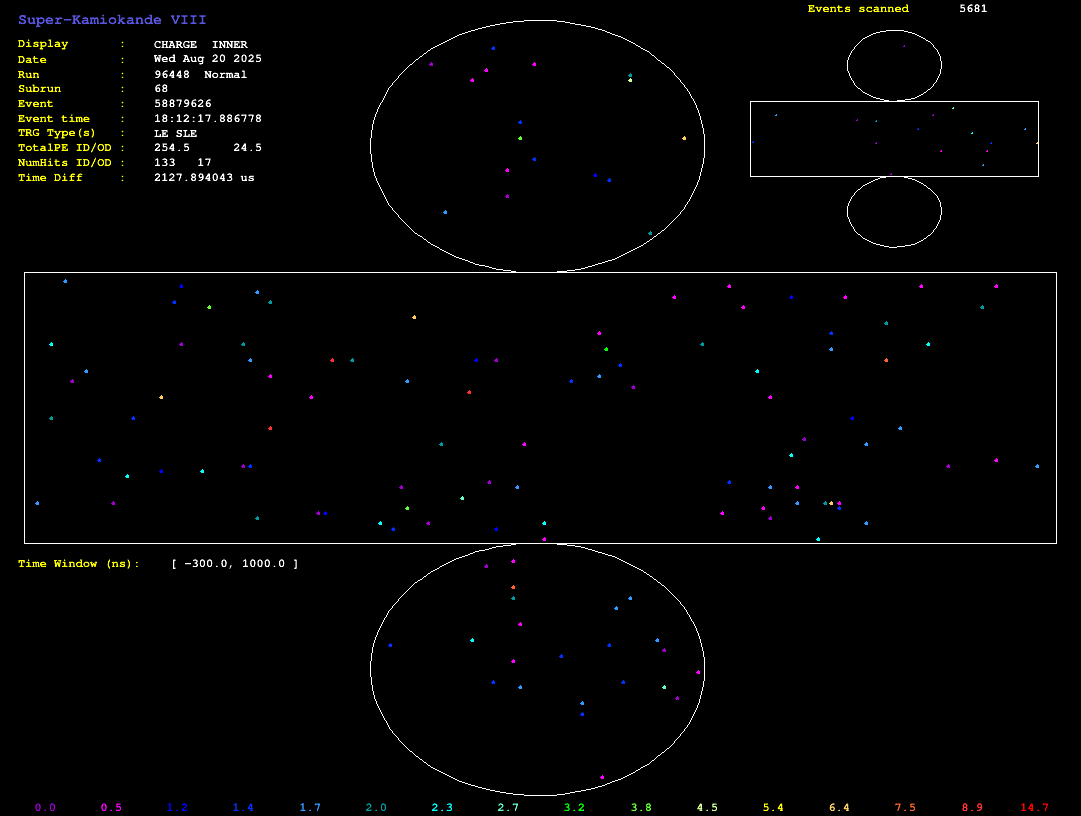 Super-Kamiokande VIII
Events scanned 5681
Display : CHARGE INNER
Date : Wed Aug 20 2025
Run : 96448 Normal
Subrun : 68
Event : 58879626
Event time : 18:12:17.886778
TRG Type(s) : LE SLE
TotalPE ID/OD : 254.5 24.5
NumHits ID/OD : 133 17
Time Diff : 2127.894043 us
Time Window (ns): [ -300.0, 1000.0 ]
0.0 0.5 1.2 1.4 1.7 2.0 2.3 2.7 3.2 3.8 4.5 5.4 6.4 7.5 8.9 14.7